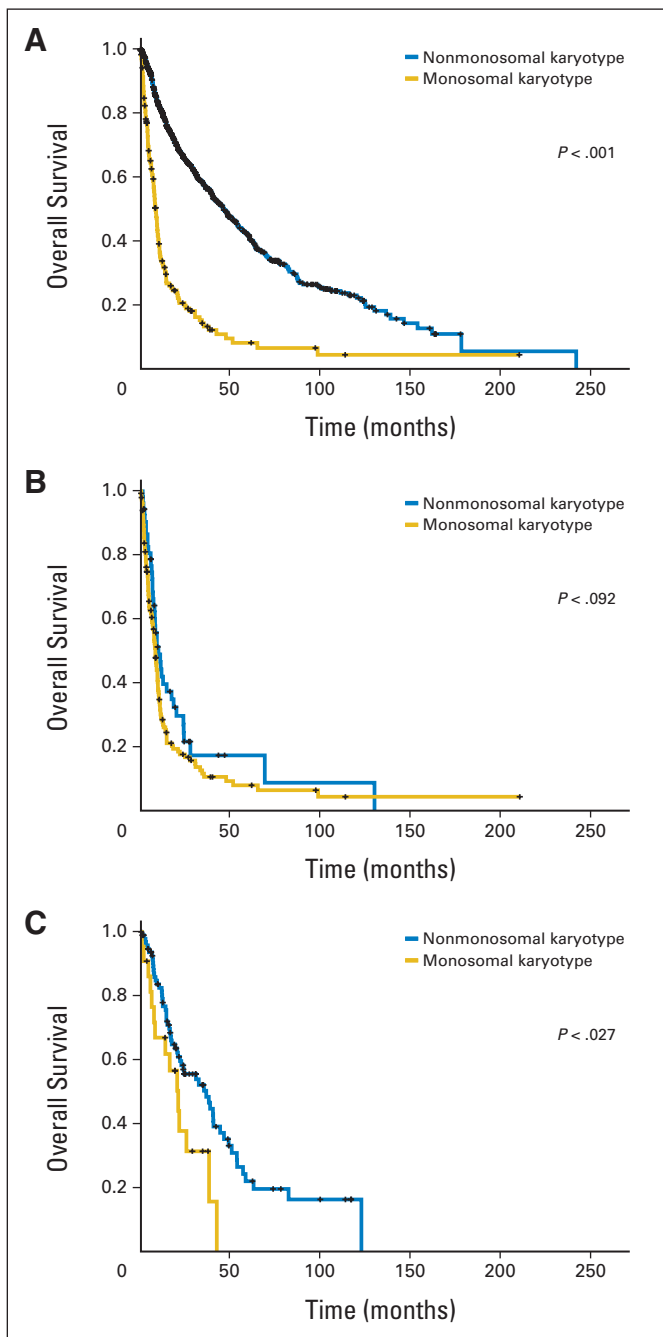 A
1.0
Nonmonosomal karyotype
Monosomal karyotype
0.8
P < .001
0.6
0.4
0.2
Overall Survival
0 50 100 150 200 250
Time (months)
B
1.0
Nonmonosomal karyotype
Monosomal karyotype
0.8
P < .092
0.6
0.4
0.2
Overall Survival
0 50 100 150 200 250
Time (months)
C
1.0
Nonmonosomal karyotype
Monosomal karyotype
0.8
P < .027
0.6
0.4
0.2
Overall Survival
0 50 100 150 200 250
Time (months)